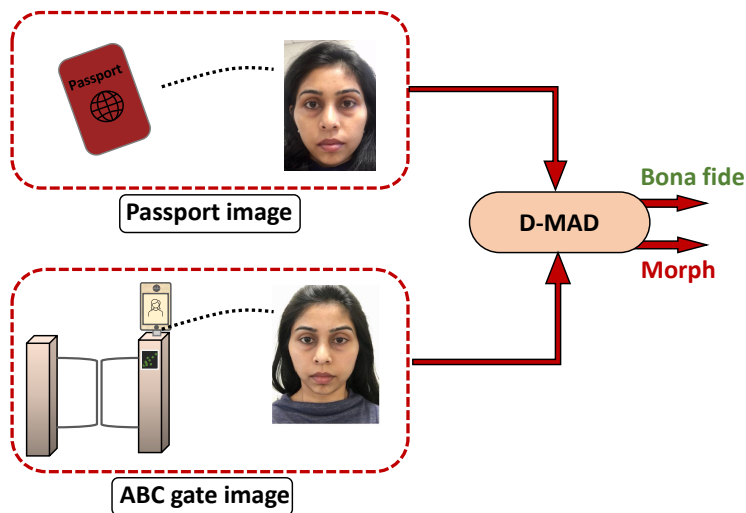 Passport
Passport image
D-MAD
Bona fide
Morph
ABC gate image